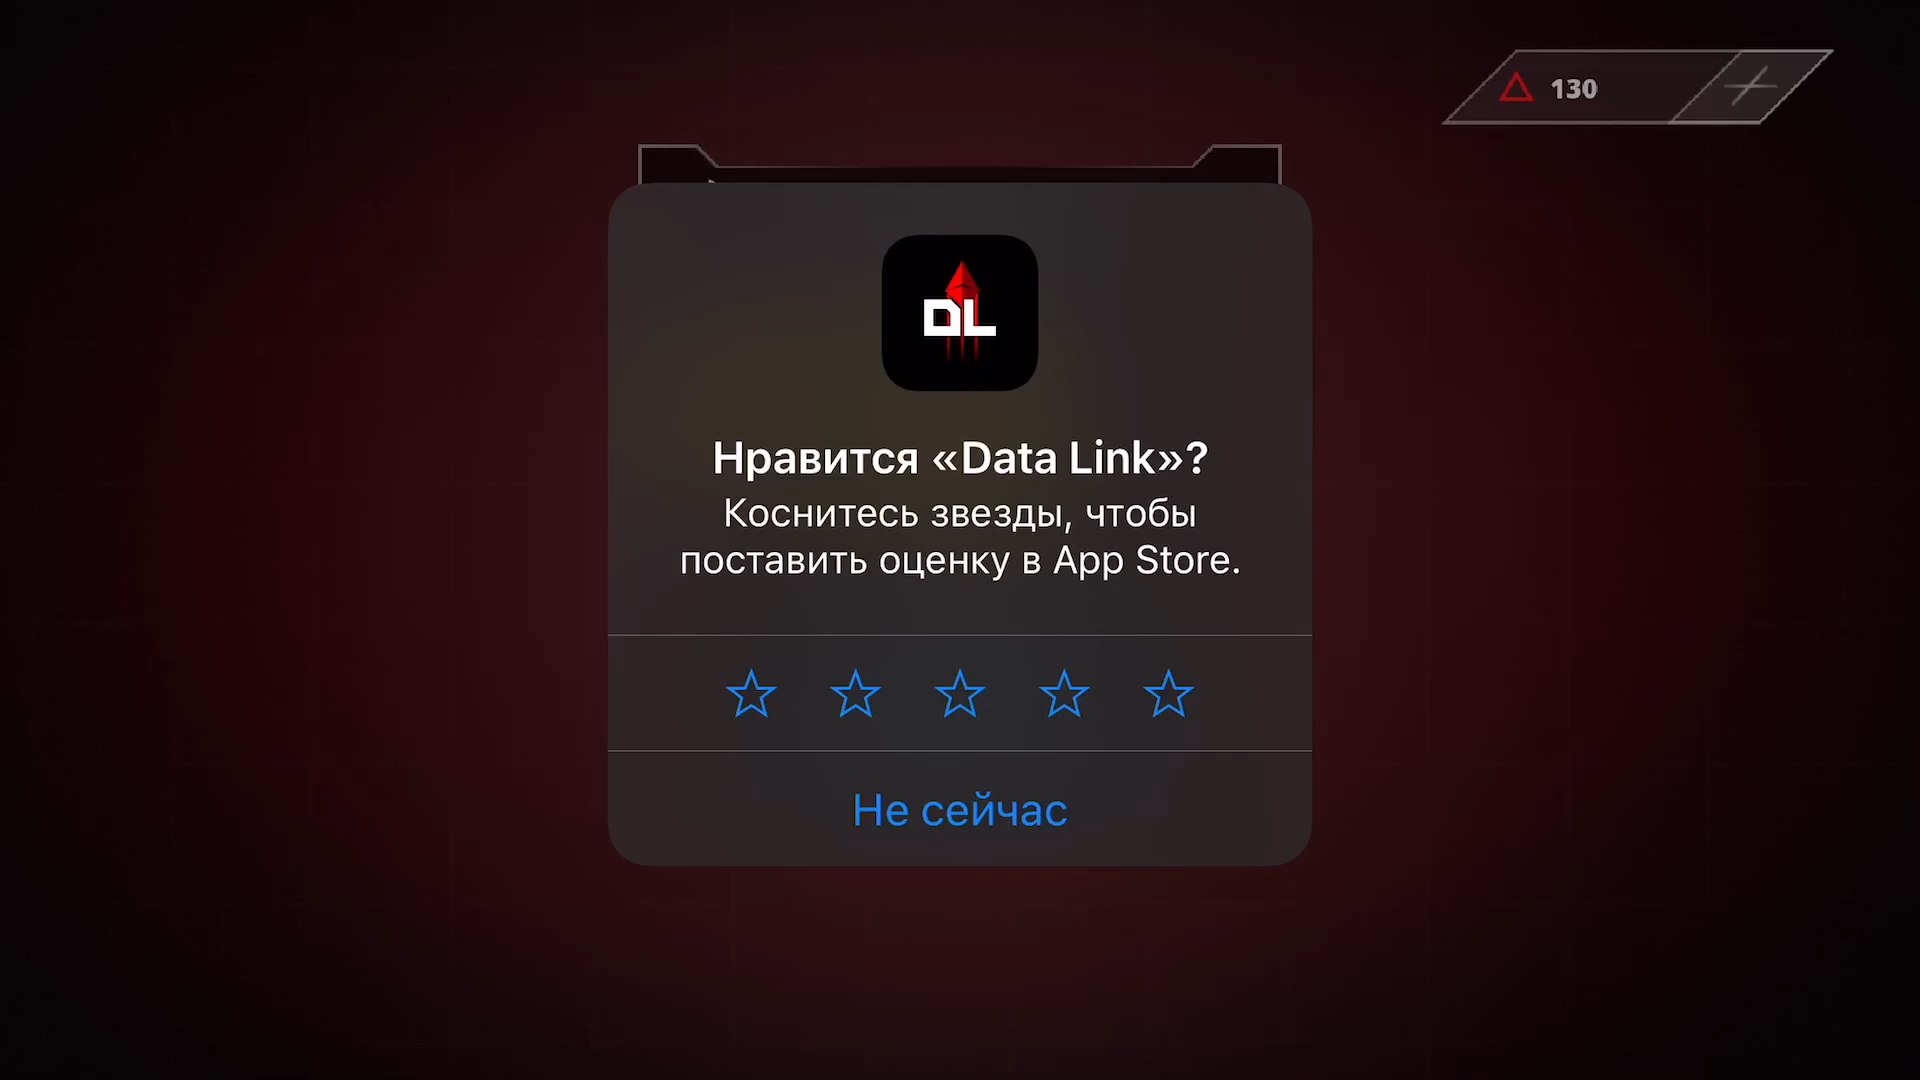 130
DL
Нравится «Data Link»?
Коснитесь звезды, чтобы
поставить оценку в App Store.
Не сейчас